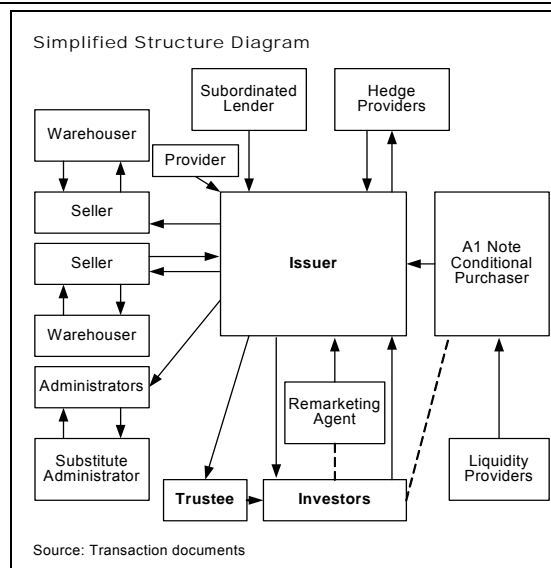 Simplified Structure Diagram
Subordinated
Lender
Hedge
Providers
Warehouser
Provider
Seller
Issuer
A1 Note
Conditional
Purchaser
Seller
Warehouser
Administrators
Remarketing
Agent
Substitute
Administrator
Liquidity
Providers
Trustee
Investors
Source: Transaction documents